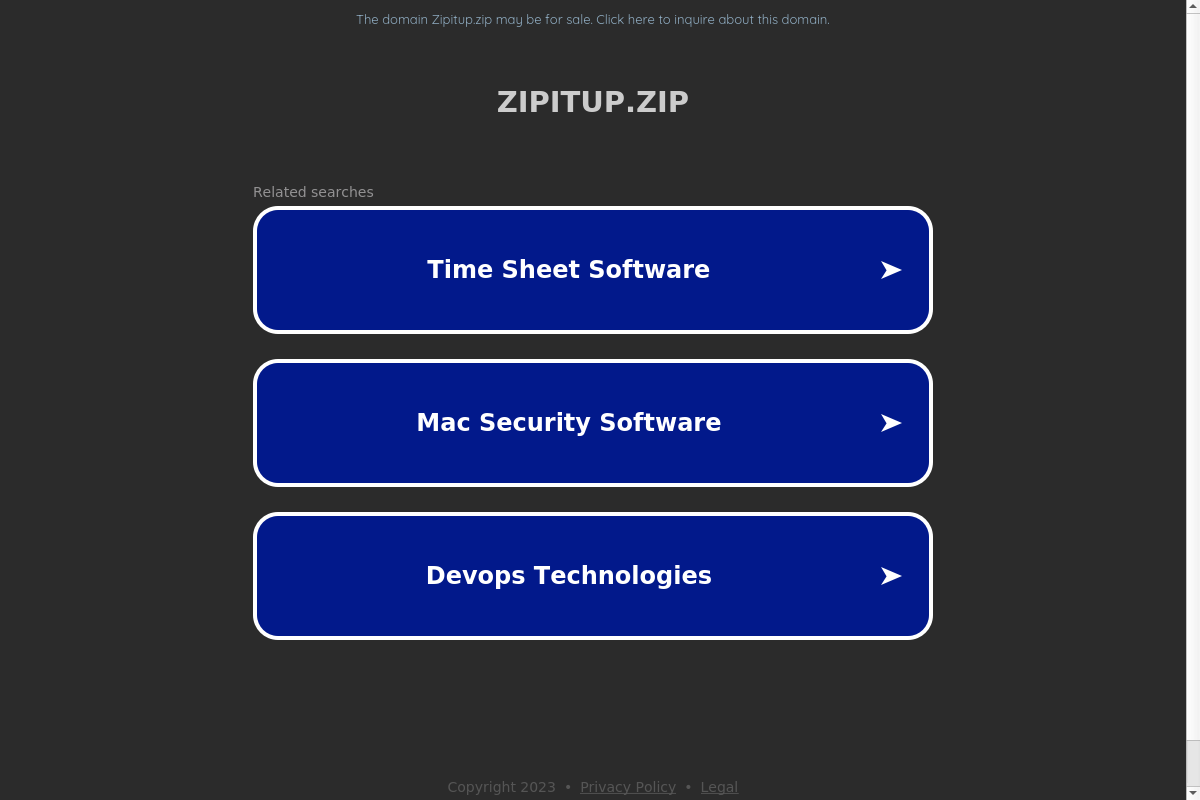 The domain Zipitup.zip may be for sale. Click here to inquire about this domain.
ZIPITUP.ZIP
Related searches
Time Sheet Software
Mac Security Software
Devops Technologies
Copyright 2023 • Privacy Policy • Legal